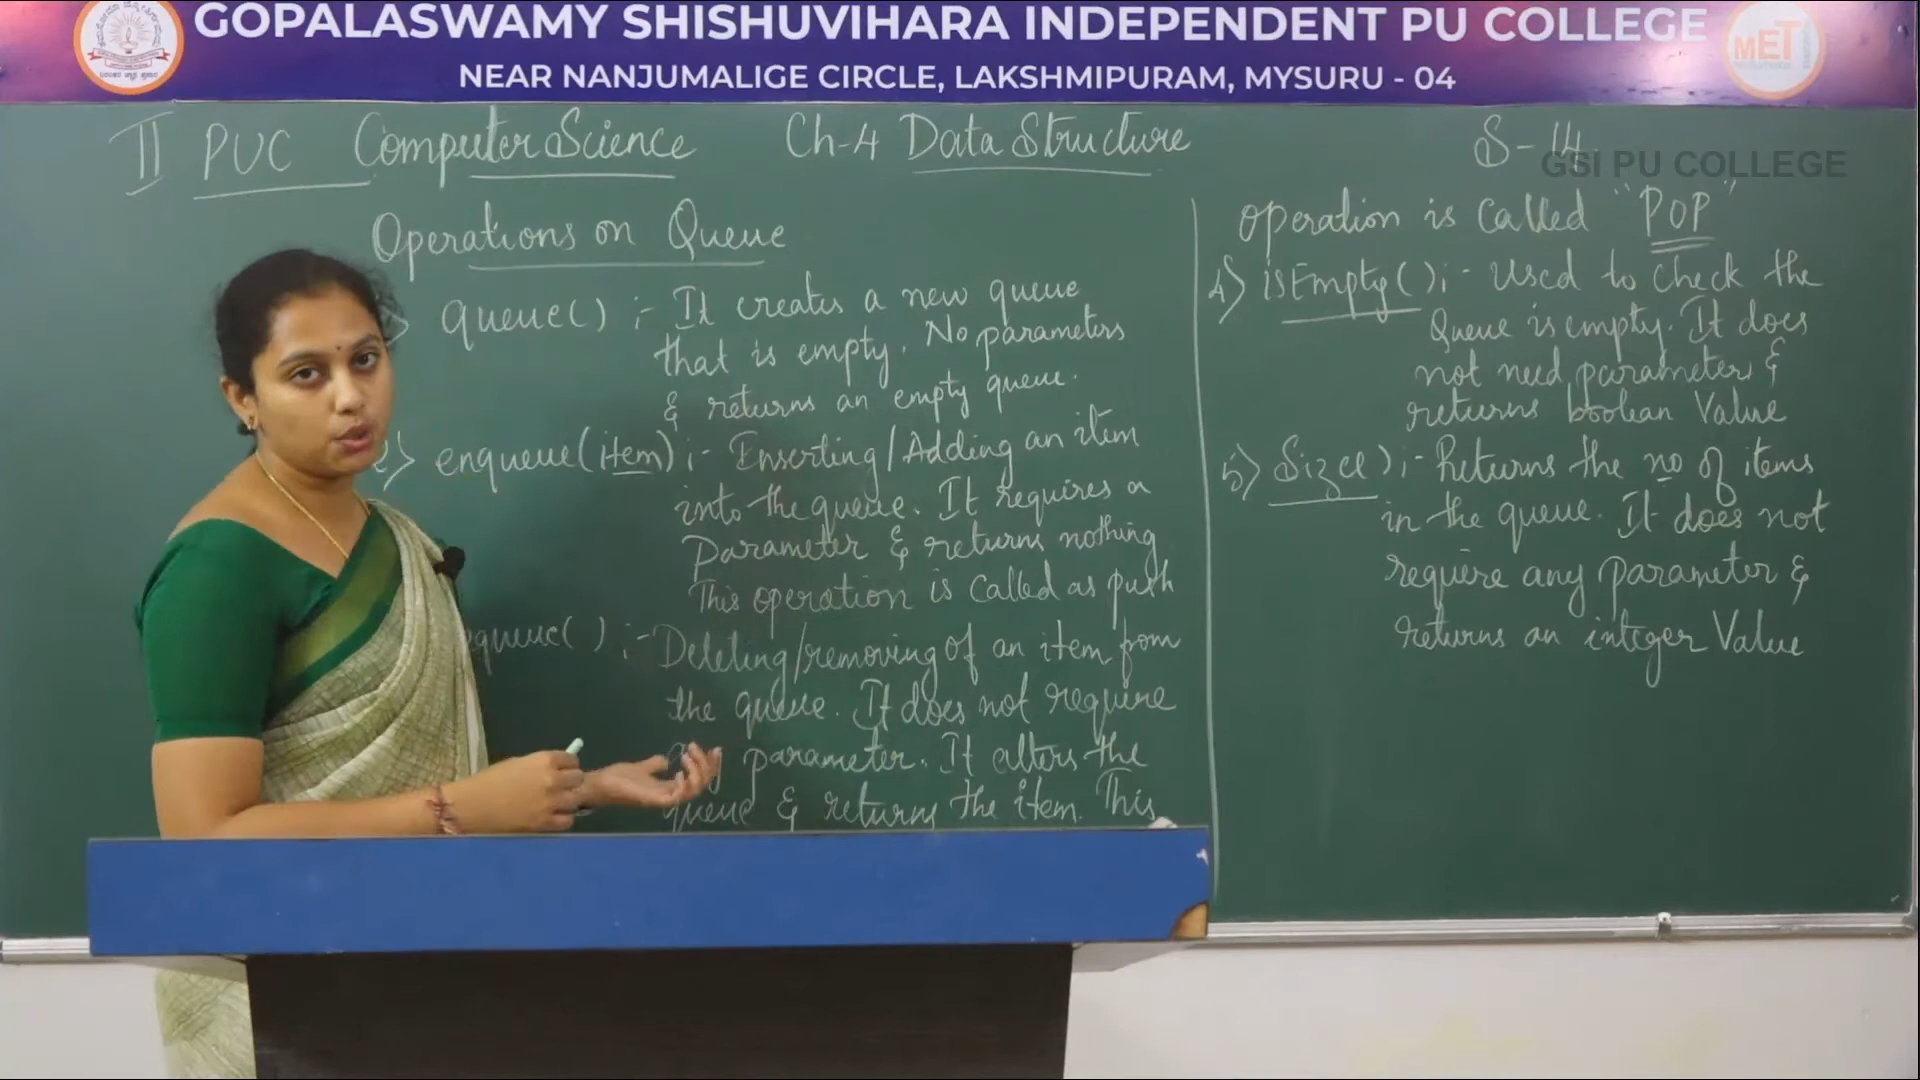 GOPALASWAMY SHISHUVIHARA INDEPENDENT PU COLLEGE
NEAR NANJUMALIGE CIRCLE, LAKSHMIPURAM, MYSURU - 04
MET
II PUC Computer Science Ch-4 Data Structure S-14
GSI PU COLLEGE
Operations on Queue
queue() :- It creates a new queue
that is empty. No parameters
& returns an empty queue.
2> enqueue(item) :- Inserting/Adding an item
into the queue. It requires a
Parameter & returns nothing
This operation is called as push
queue() :- Deleting/removing of an item from
the queue. It does not require
any parameter. It alters the
queue & returns the item. This
operation is called "POP"
4> isEmpty() :- Used to check the
Queue is empty. It does
not need parameter &
returns boolean Value
5> Size() :- Returns the no of items
in the queue. It does not
require any parameter &
returns an integer Value